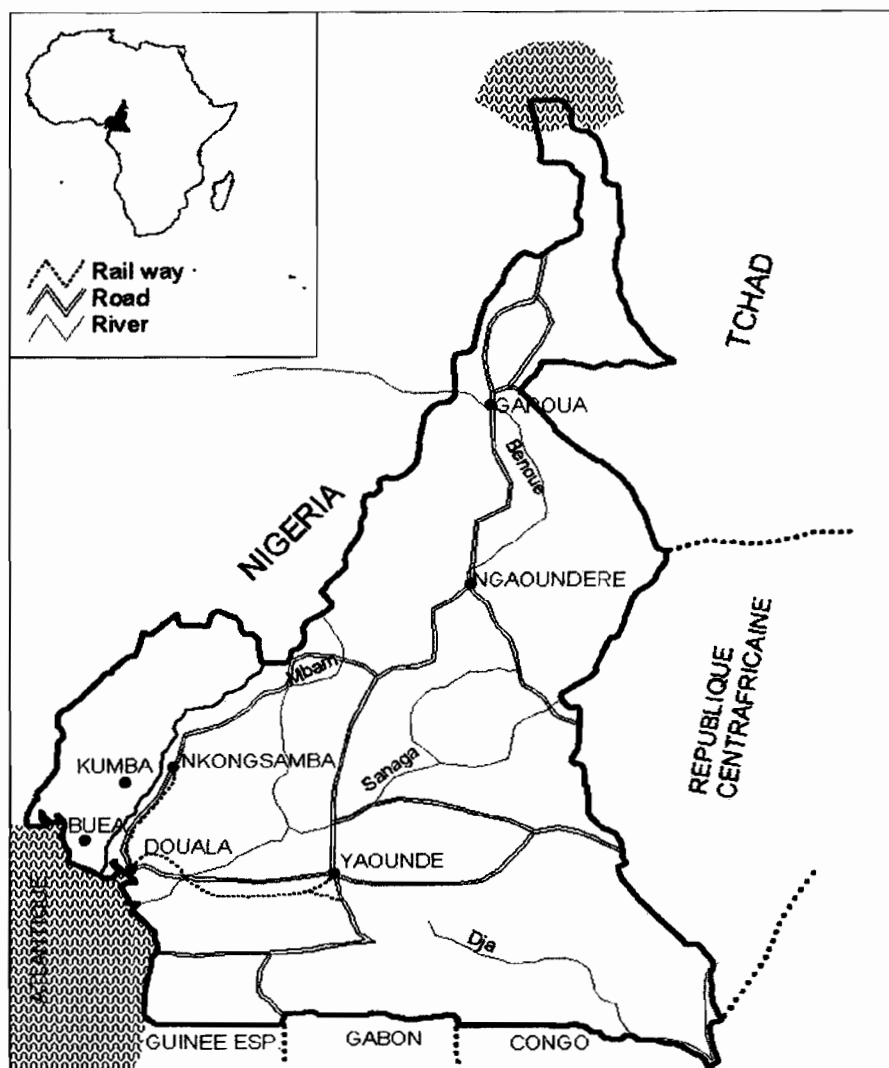 Rail way
Road
River
TCHAD
GAROUA
Benoue
NIGERIA
NGAOUNDERE
REPUBLIQUE
CENTRAFRICAINE
Mbam
KUMBA
NKONGSAMBA
Sanaga
BUEA
DOUALA
YAOUNDE
ATLANTIQUE
Dja
GUINEE ESP.
GABON
CONGO